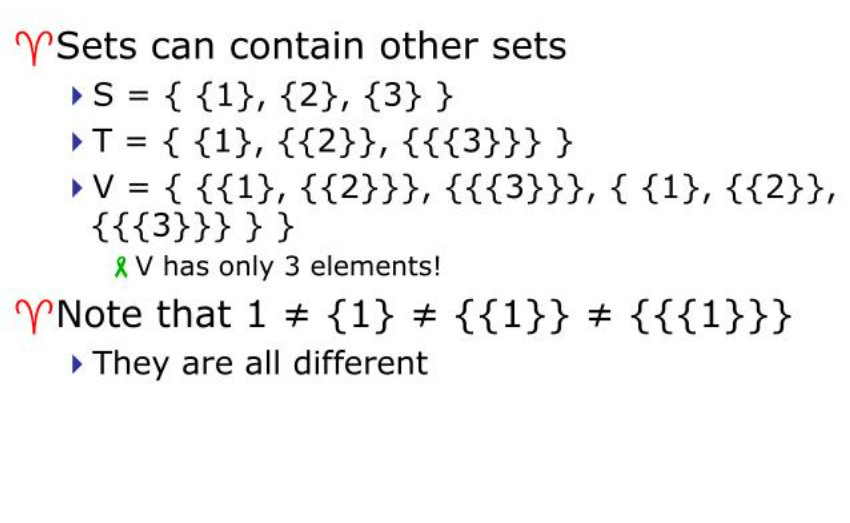 Sets can contain other sets
S = { {1}, {2}, {3} }
T = { {1}, {{2}}, {{{3}}} }
V = { {{1}, {{2}}}, {{{3}}}, { {1}, {{2}},
{{{3}}} } }
V has only 3 elements!
Note that 1 ≠ {1} ≠ {{1}} ≠ {{{1}}}
They are all different